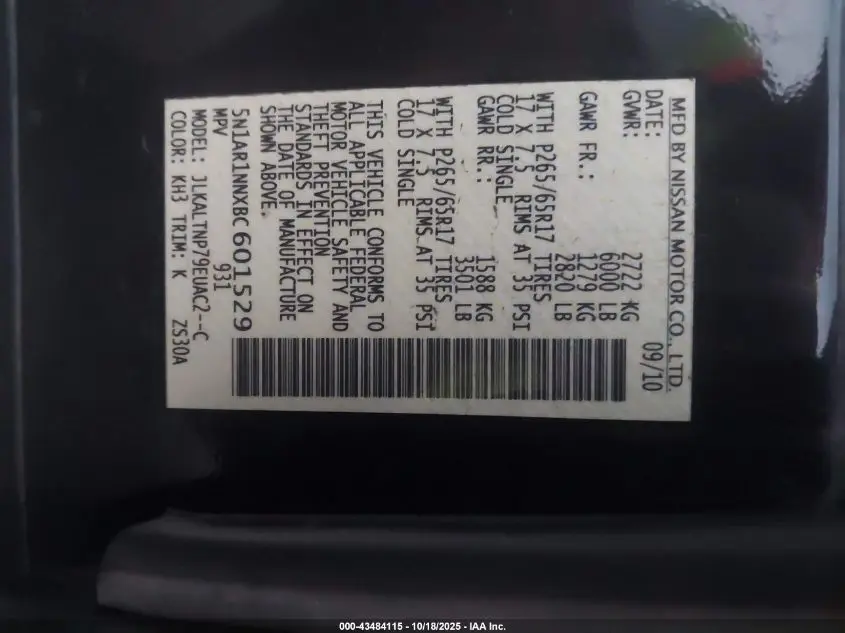 MFD BY NISSAN MOTOR CO., LTD.
DATE: 09/10
GVWR: 2722 KG
6000 LB
GAWR FR.: 1279 KG
2820 LB
WITH P265/65R17 TIRES
17 X 7.5 RIMS AT 35 PSI
COLD SINGLE
GAWR RR.: 1588 KG
3501 LB
WITH P265/65R17 TIRES
17 X 7.5 RIMS AT 35 PSI
COLD SINGLE
THIS VEHICLE CONFORMS TO
ALL APPLICABLE FEDERAL
MOTOR VEHICLE SAFETY AND
THEFT PREVENTION
STANDARDS IN EFFECT ON
THE DATE OF MANUFACTURE
SHOWN ABOVE.
5N1AR1NNXBC601529
MPV 931
MODEL: JLKALTNP79EUAC2--C
COLOR: KH3 TRIM: K ZS30A
000-43484115 - 10/18/2025 - IAA Inc.